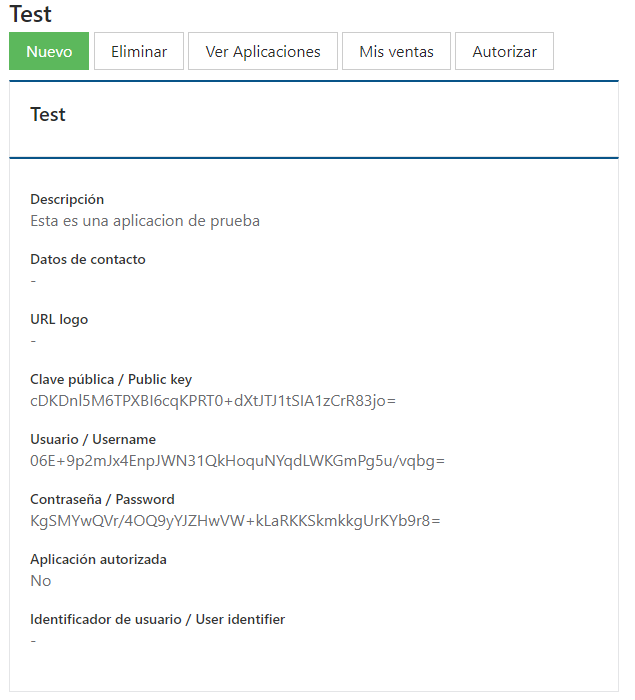 Test
Nuevo
Eliminar
Ver Aplicaciones
Mis ventas
Autorizar
Test
Descripción
Esta es una aplicacion de prueba
Datos de contacto
-
URL logo
-
Clave pública / Public key
cDKDnl5M6TPXBI6cqKPRT0+dXtJTJ1tSIA1zCrR83jo=
Usuario / Username
06E+9p2mJx4EnpJWN31QkHoquNYqdLWKGmPg5u/vqbg=
Contraseña / Password
KgSMYwQVr/4OQ9yYJZHwVW+kLaRKKSkmkkgUrKYb9r8=
Aplicación autorizada
No
Identificador de usuario / User identifier
-